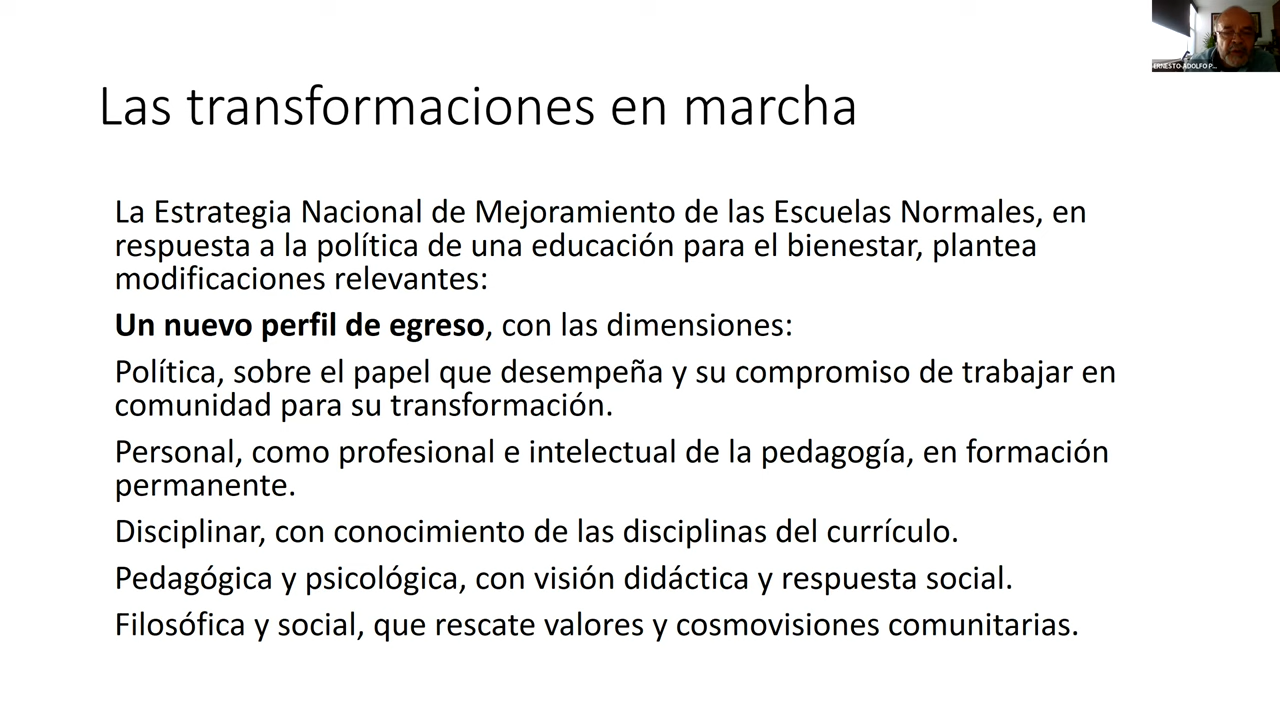 ERNESTO ADOLFO P...
Las transformaciones en marcha
La Estrategia Nacional de Mejoramiento de las Escuelas Normales, en
respuesta a la política de una educación para el bienestar, plantea
modificaciones relevantes:
Un nuevo perfil de egreso, con las dimensiones:
Política, sobre el papel que desempeña y su compromiso de trabajar en
comunidad para su transformación.
Personal, como profesional e intelectual de la pedagogía, en formación
permanente.
Disciplinar, con conocimiento de las disciplinas del currículo.
Pedagógica y psicológica, con visión didáctica y respuesta social.
Filosófica y social, que rescate valores y cosmovisiones comunitarias.